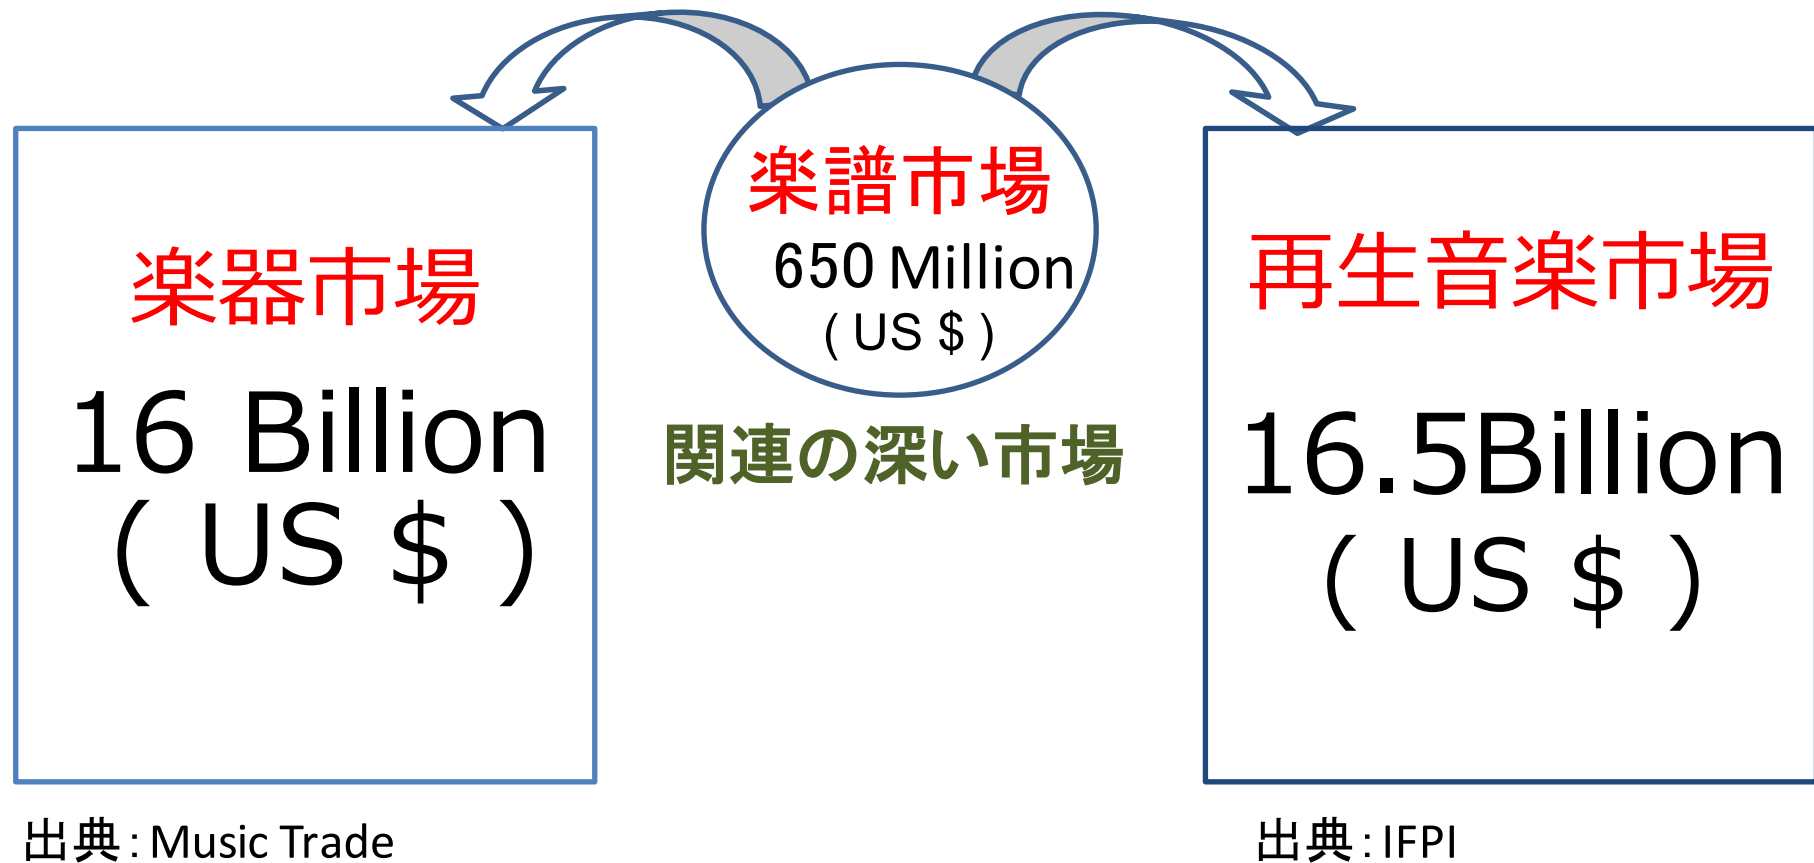 楽譜市場
650 Million
( US $ )
楽器市場
16 Billion
( US $ )
関連の深い市場
再生音楽市場
16.5Billion
( US $ )
出典 : Music Trade
出典 : IFPI